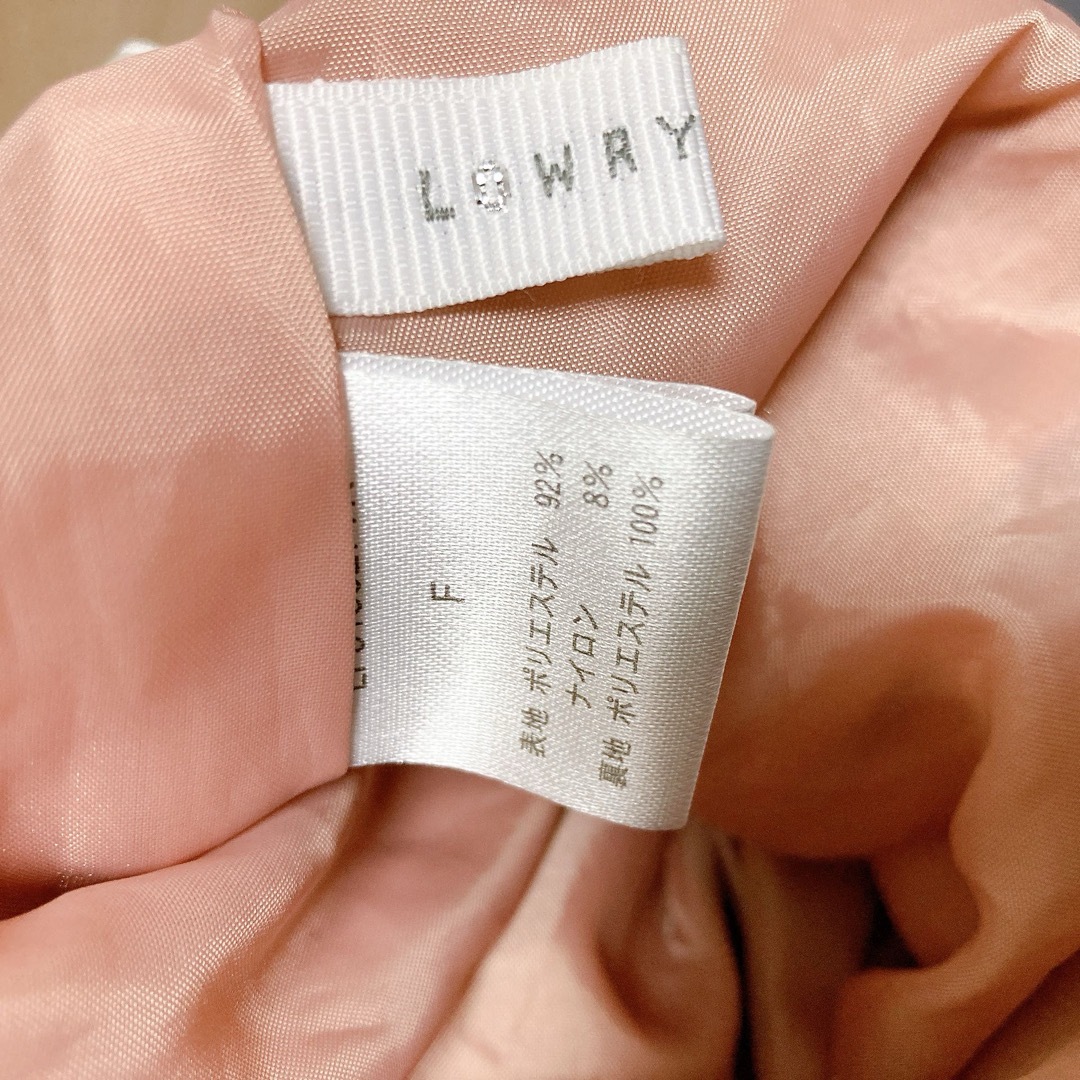 LOWRY
F
表地 ポリエステル 92%
ナイロン 8%
裏地 ポリエステル 100%